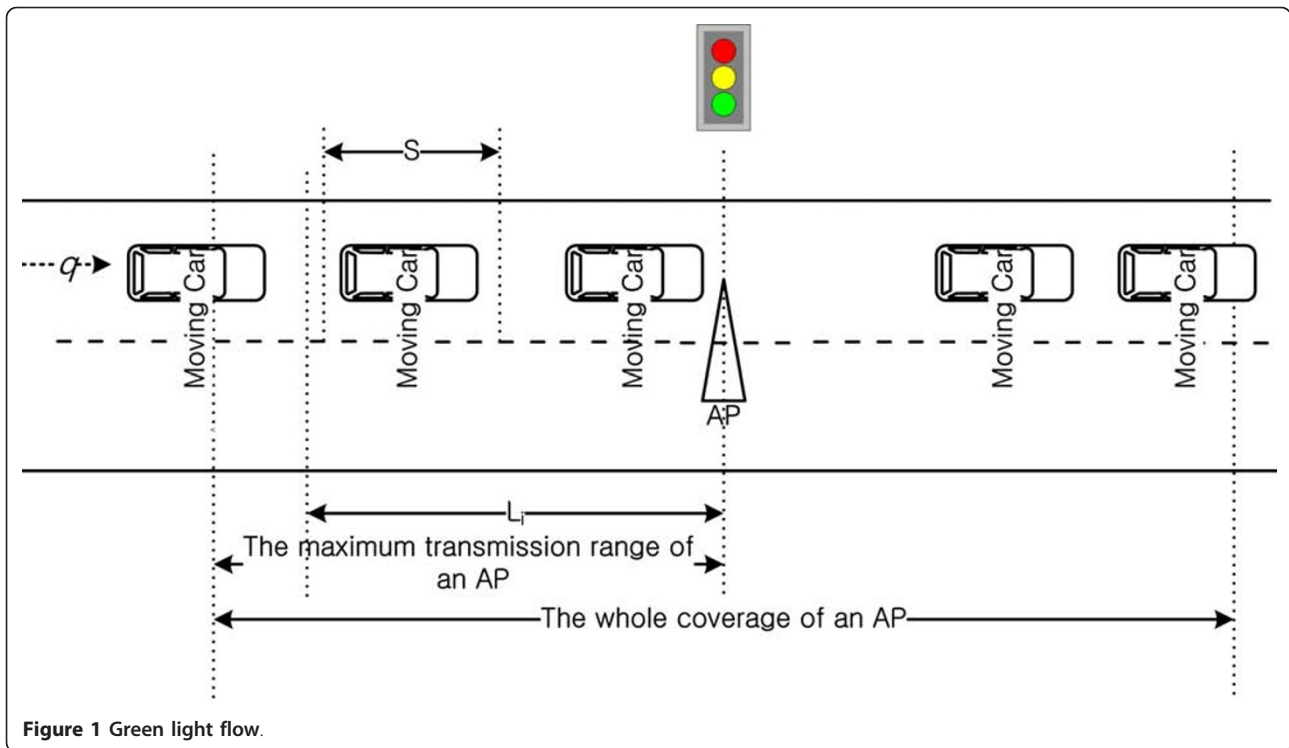 S
q
Moving Car
Moving Car
Moving Car
Moving Car
Moving Car
AP
Li
The maximum transmission range of
an AP
The whole coverage of an AP
Figure 1 Green light flow.